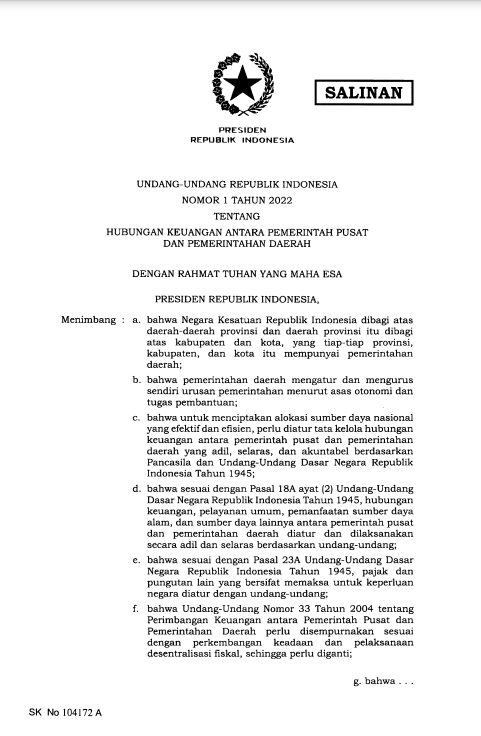 SALINAN
PRESIDEN
REPUBLIK INDONESIA
UNDANG-UNDANG REPUBLIK INDONESIA
NOMOR 1 TAHUN 2022
TENTANG
HUBUNGAN KEUANGAN ANTARA PEMERINTAH PUSAT
DAN PEMERINTAHAN DAERAH
DENGAN RAHMAT TUHAN YANG MAHA ESA
PRESIDEN REPUBLIK INDONESIA,
Menimbang : a. bahwa Negara Kesatuan Republik Indonesia dibagi atas
daerah-daerah provinsi dan daerah provinsi itu dibagi
atas kabupaten dan kota, yang tiap-tiap provinsi,
kabupaten, dan kota itu mempunyai pemerintahan
daerah;
b. bahwa pemerintahan daerah mengatur dan mengurus
sendiri urusan pemerintahan menurut asas otonomi dan
tugas pembantuan;
c. bahwa untuk menciptakan alokasi sumber daya nasional
yang efektif dan efisien, perlu diatur tata kelola hubungan
keuangan antara pemerintah pusat dan pemerintahan
daerah yang adil, selaras, dan akuntabel berdasarkan
Pancasila dan Undang-Undang Dasar Negara Republik
Indonesia Tahun 1945;
d. bahwa sesuai dengan Pasal 18A ayat (2) Undang-Undang
Dasar Negara Republik Indonesia Tahun 1945, hubungan
keuangan, pelayanan umum, pemanfaatan sumber daya
alam, dan sumber daya lainnya antara pemerintah pusat
dan pemerintahan daerah diatur dan dilaksanakan
secara adil dan selaras berdasarkan undang-undang;
e. bahwa sesuai dengan Pasal 23A Undang-Undang Dasar
Negara Republik Indonesia Tahun 1945, pajak dan
pungutan lain yang bersifat memaksa untuk keperluan
negara diatur dengan undang-undang;
f. bahwa Undang-Undang Nomor 33 Tahun 2004 tentang
Perimbangan Keuangan antara Pemerintah Pusat dan
Pemerintahan Daerah perlu disempurnakan sesuai
dengan perkembangan keadaan dan pelaksanaan
desentralisasi fiskal, sehingga perlu diganti;
g. bahwa . . .
SK No 104172 A